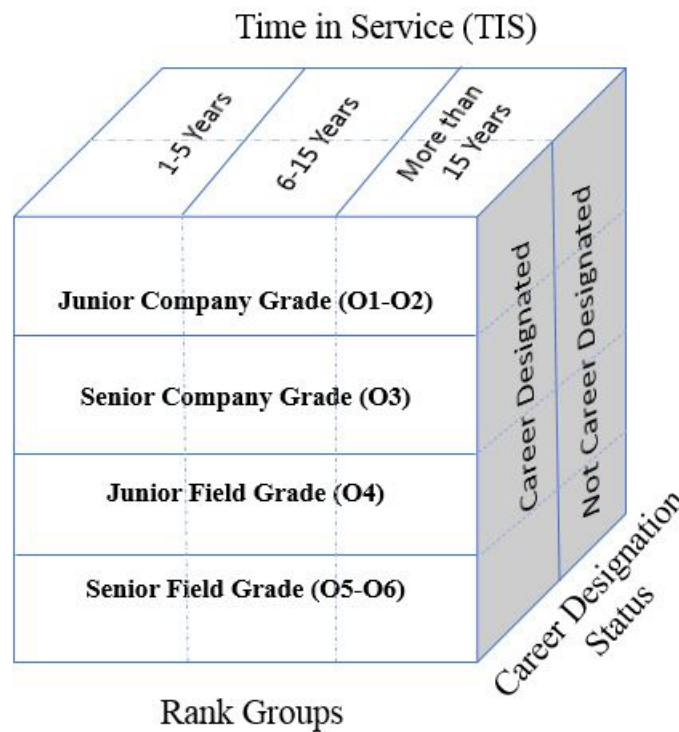 Time in Service (TIS)
1-5 Years
6-15 Years
More than
15 Years
Junior Company Grade (O1-O2)
Senior Company Grade (O3)
Junior Field Grade (O4)
Senior Field Grade (O5-O6)
Career Designated
Not Career Designated
Career Designation
Status
Rank Groups